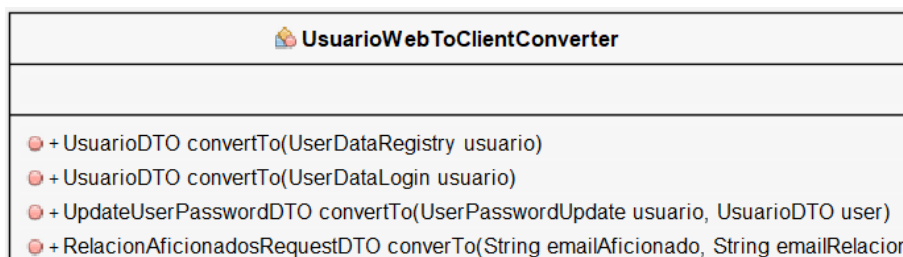 UsuarioWebToClientConverter
+UsuarioDTO convertTo(UserDataRegistry usuario)
+UsuarioDTO convertTo(UserDataLogin usuario)
+UpdateUserPasswordDTO convertTo(UserPasswordUpdate usuario, UsuarioDTO user)
+RelacionAficionadosRequestDTO converTo(String emailAficionado, String